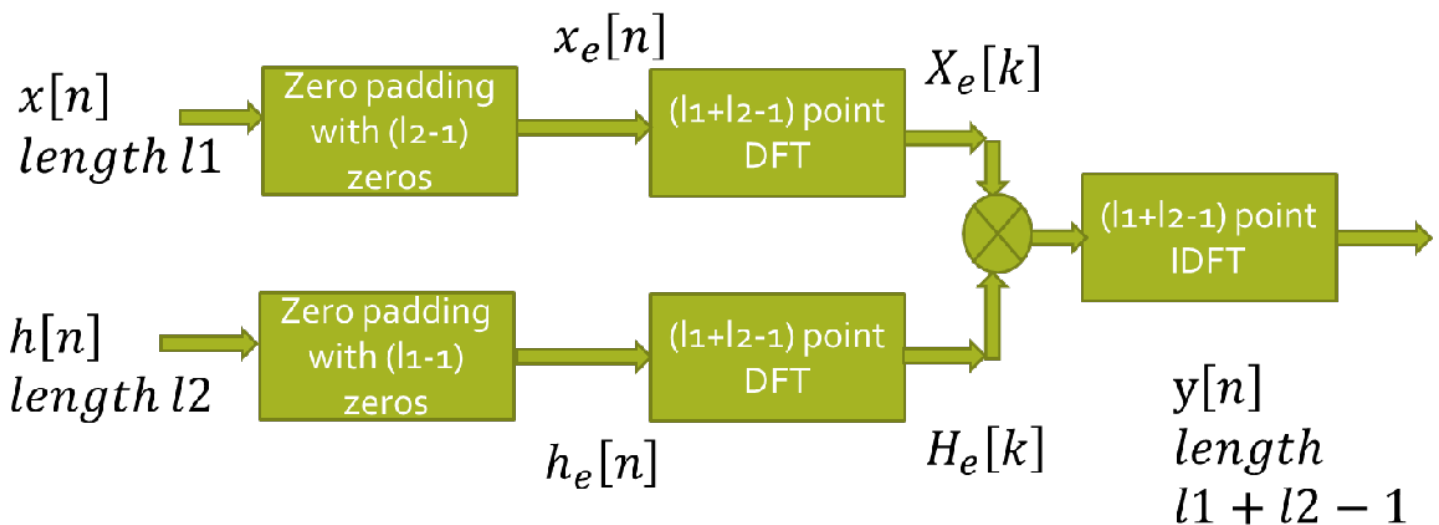 x[n]
length l1
Zero padding
with (l2-1)
zeros
x_e[n]
(l1+l2-1) point
DFT
X_e[k]
(l1+l2-1) point
IDFT
h[n]
length l2
Zero padding
with (l1-1)
zeros
h_e[n]
(l1+l2-1) point
DFT
H_e[k]
y[n]
length
l1 + l2 − 1